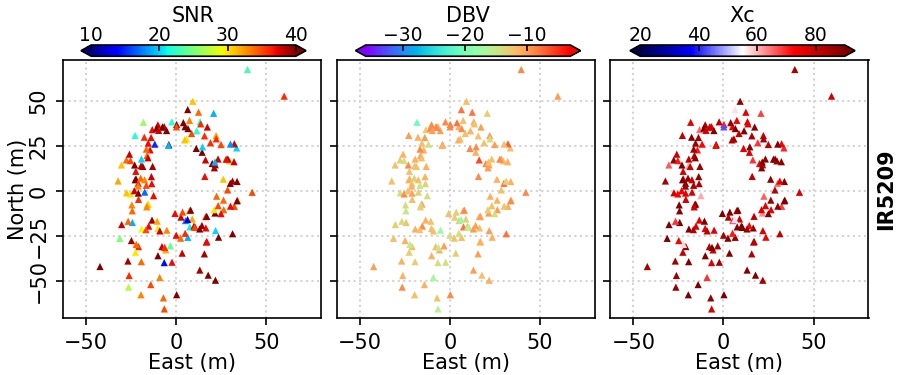 SNR DBV Xc
10 20 30 40 −30 −20 −10 20 40 60 80
50
25
0
−25
−50
North (m)
−50 0 50 −50 0 50 −50 0 50
East (m) East (m) East (m)
IR5209